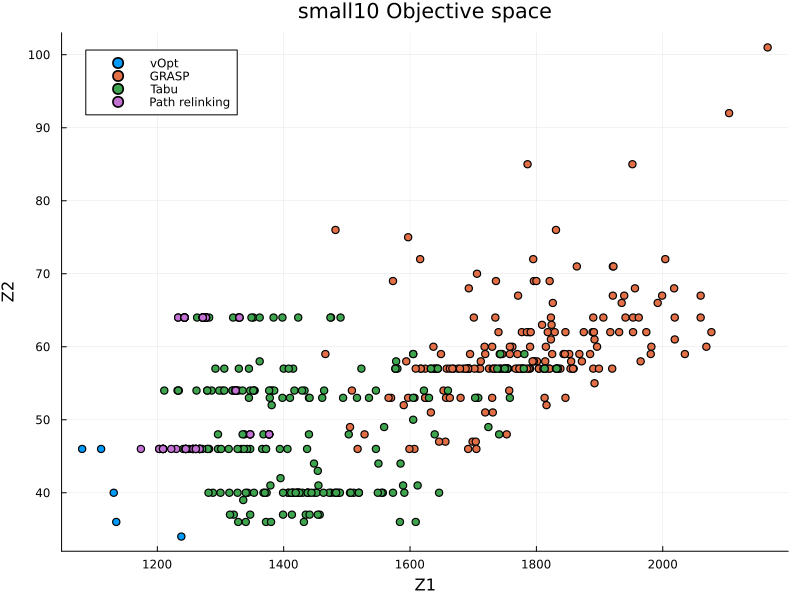 small10 Objective space
vOpt
GRASP
Tabu
Path relinking
100
90
80
70
60
50
40
Z2
1200 1400 1600 1800 2000
Z1